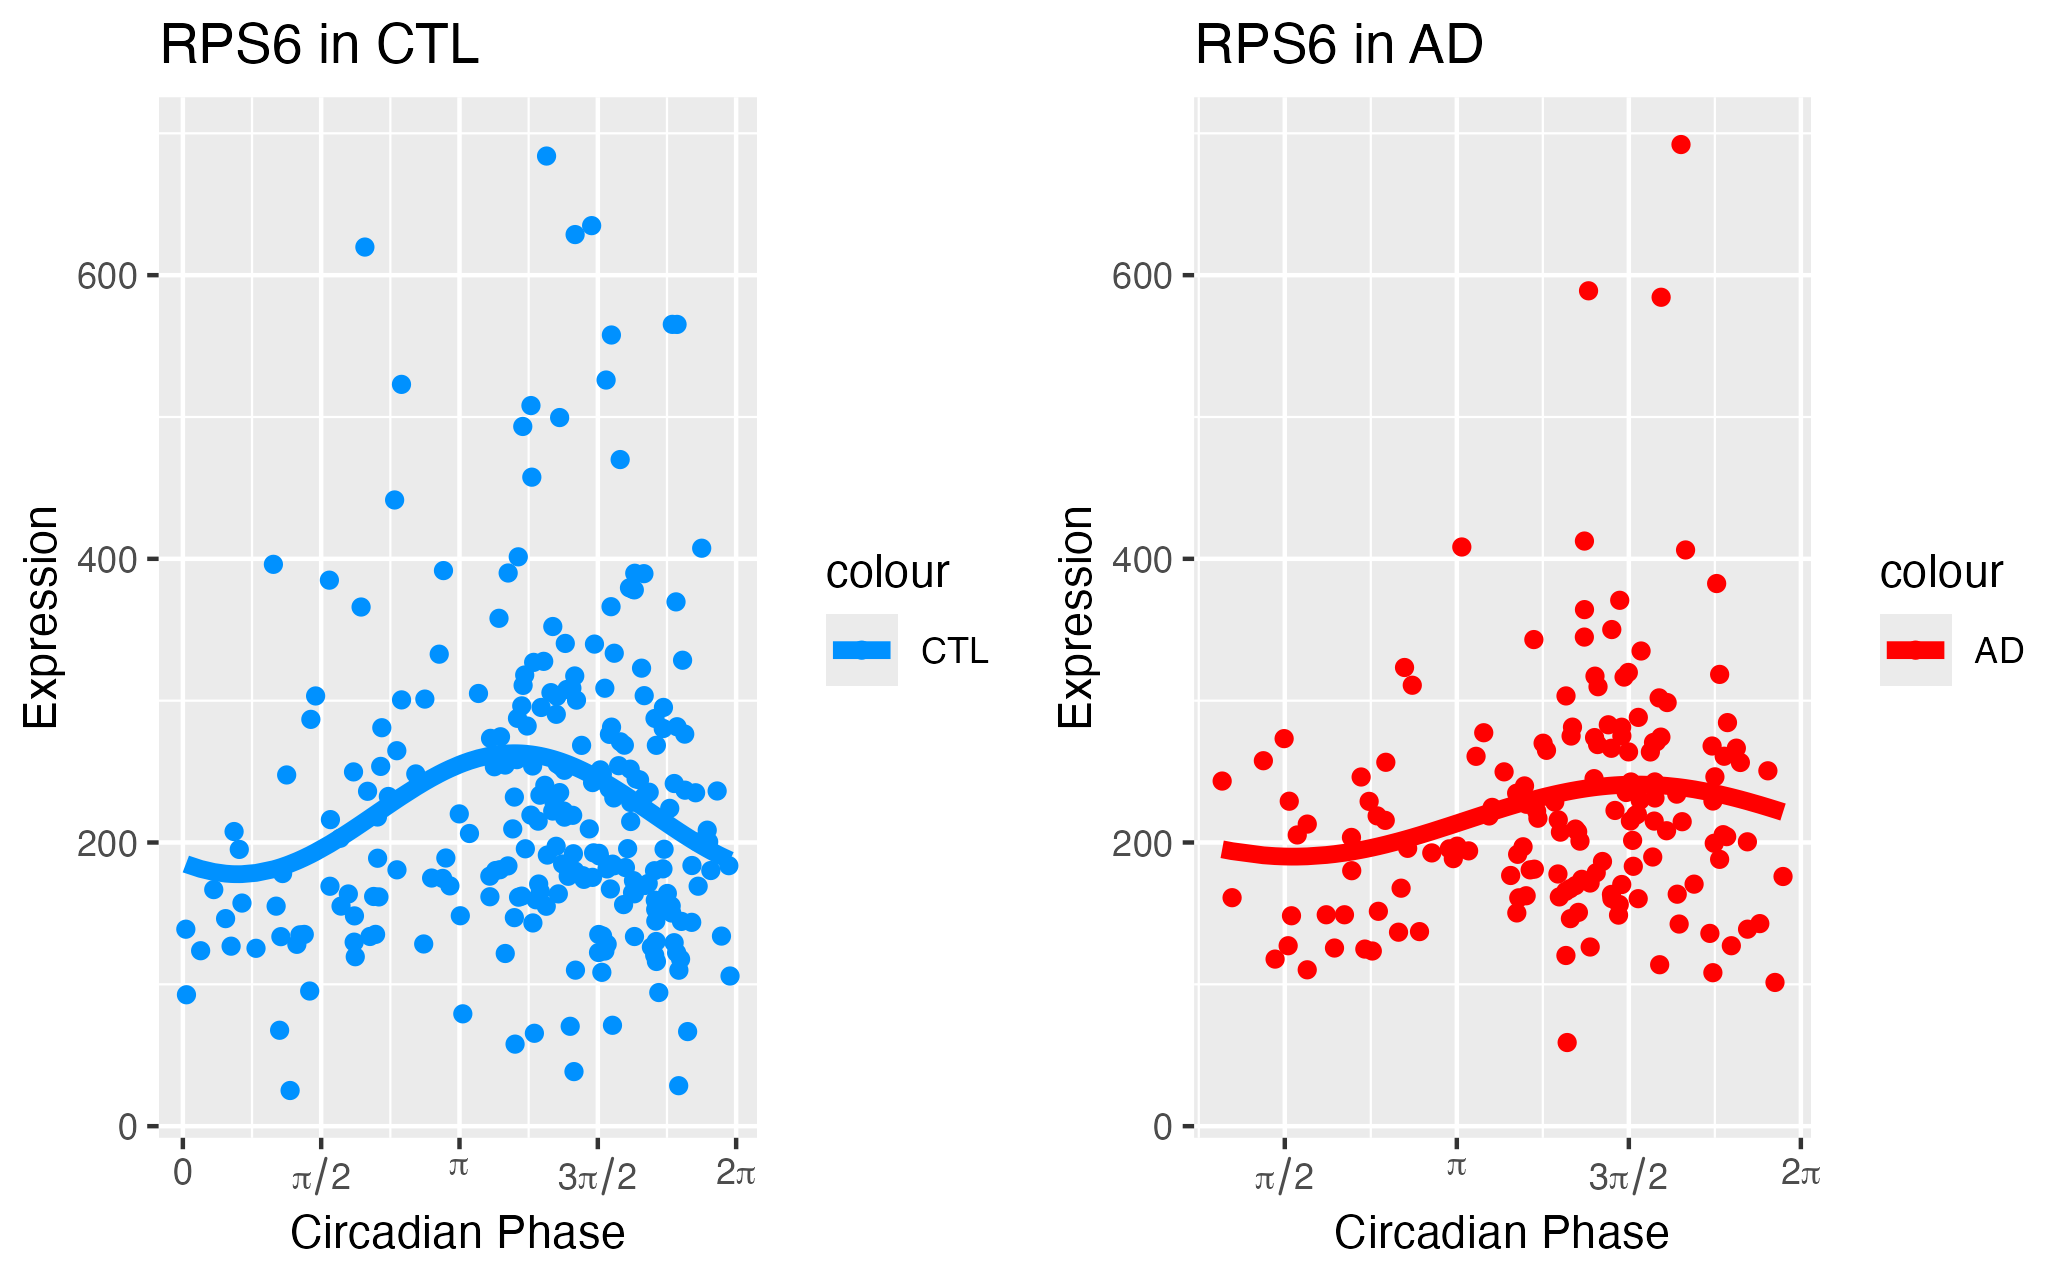 RPS6 in CTL
Expression
600
400
200
0
0 π/2 π 3π/2 2π
Circadian Phase
colour
CTL
RPS6 in AD
Expression
600
400
200
0
π/2 π 3π/2 2π
Circadian Phase
colour
AD